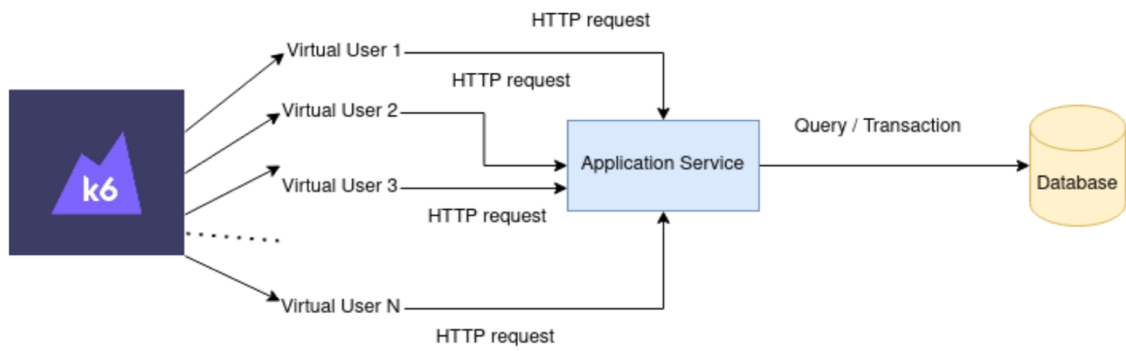 HTTP request
Virtual User 1
HTTP request
Virtual User 2
Query / Transaction
Application Service
k6
Virtual User 3
Database
HTTP request
Virtual User N
HTTP request